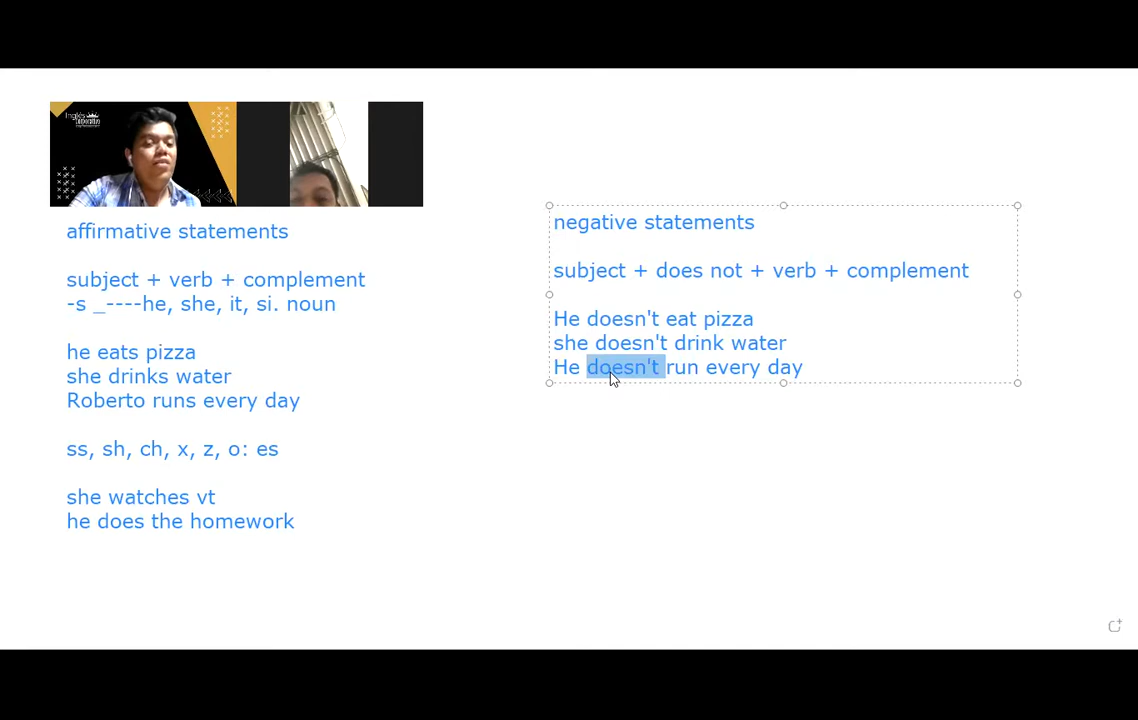 Inglés
affirmative statements
subject + verb + complement
-s _----he, she, it, si. noun
he eats pizza
she drinks water
Roberto runs every day
ss, sh, ch, x, z, o: es
she watches vt
he does the homework
negative statements
subject + does not + verb + complement
He doesn't eat pizza
she doesn't drink water
He doesn't run every day